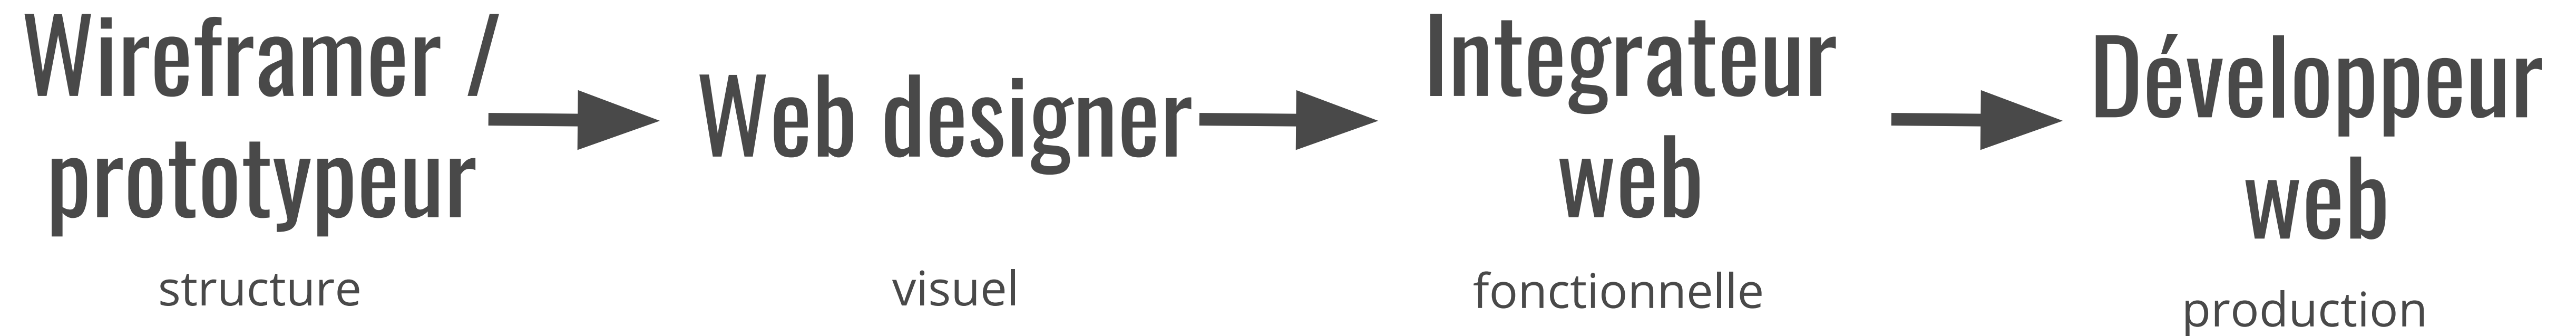 Wireframer /
prototypeur
structure
Web designer
visuel
Integrateur
web
fonctionnelle
Développeur
web
production